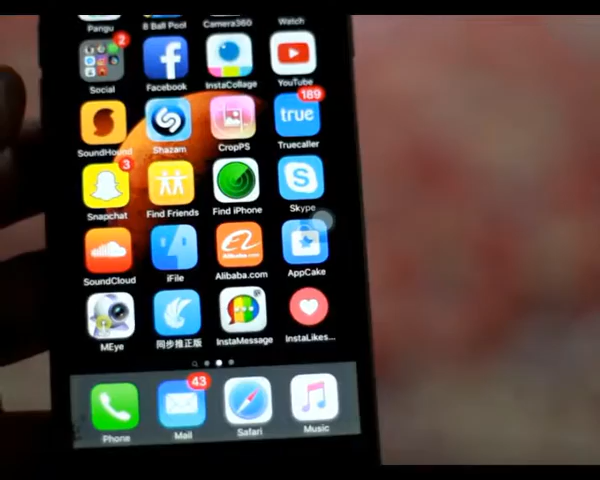 Pangu 8 Ball Pool Camera360 Watch
2
Social Facebook InstaCollage YouTube
189
true
SoundHound Shazam CropPS Truecaller
3
Snapchat Find Friends Find iPhone Skype
SoundCloud iFile Alibaba.com AppCake
MEye 同步推正版 InstaMessage InstaLikes...
43
Phone Mail Safari Music